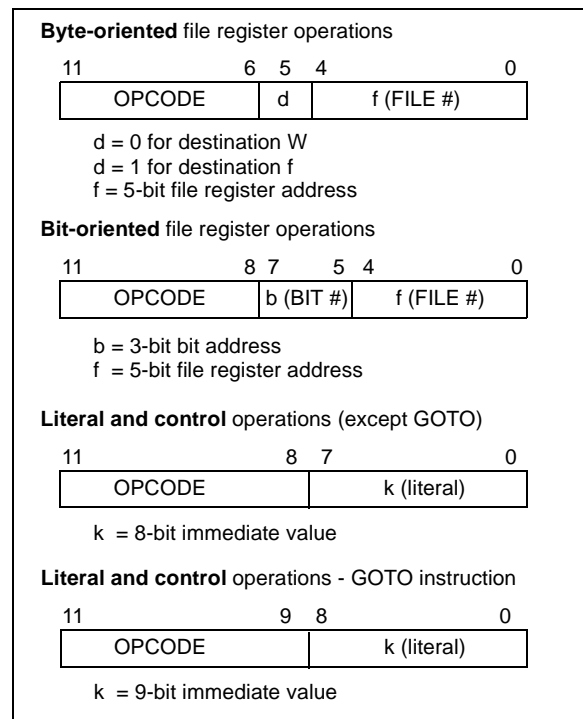 Byte-oriented file register operations
11 6 5 4 0
OPCODE d f (FILE #)
d = 0 for destination W
d = 1 for destination f
f = 5-bit file register address
Bit-oriented file register operations
11 8 7 5 4 0
OPCODE b (BIT #) f (FILE #)
b = 3-bit bit address
f = 5-bit file register address
Literal and control operations (except GOTO)
11 8 7 0
OPCODE k (literal)
k = 8-bit immediate value
Literal and control operations - GOTO instruction
11 9 8 0
OPCODE k (literal)
k = 9-bit immediate value